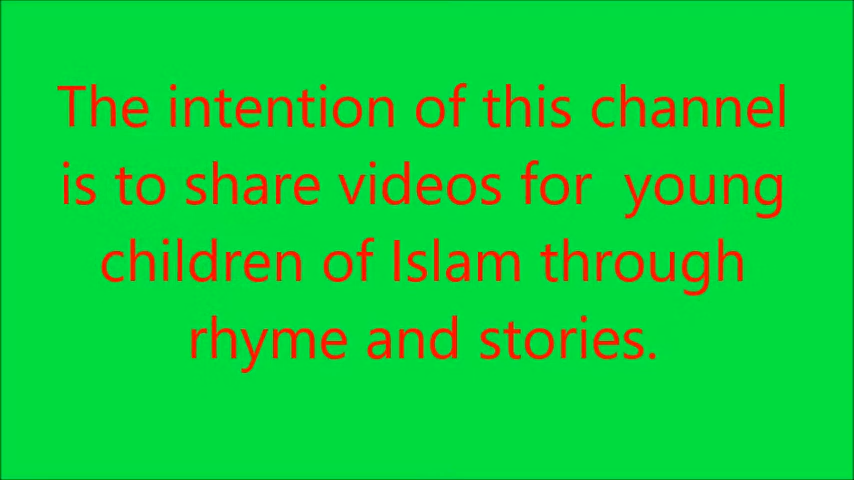 The intention of this channel
is to share videos for  young
children of Islam through
rhyme and stories.